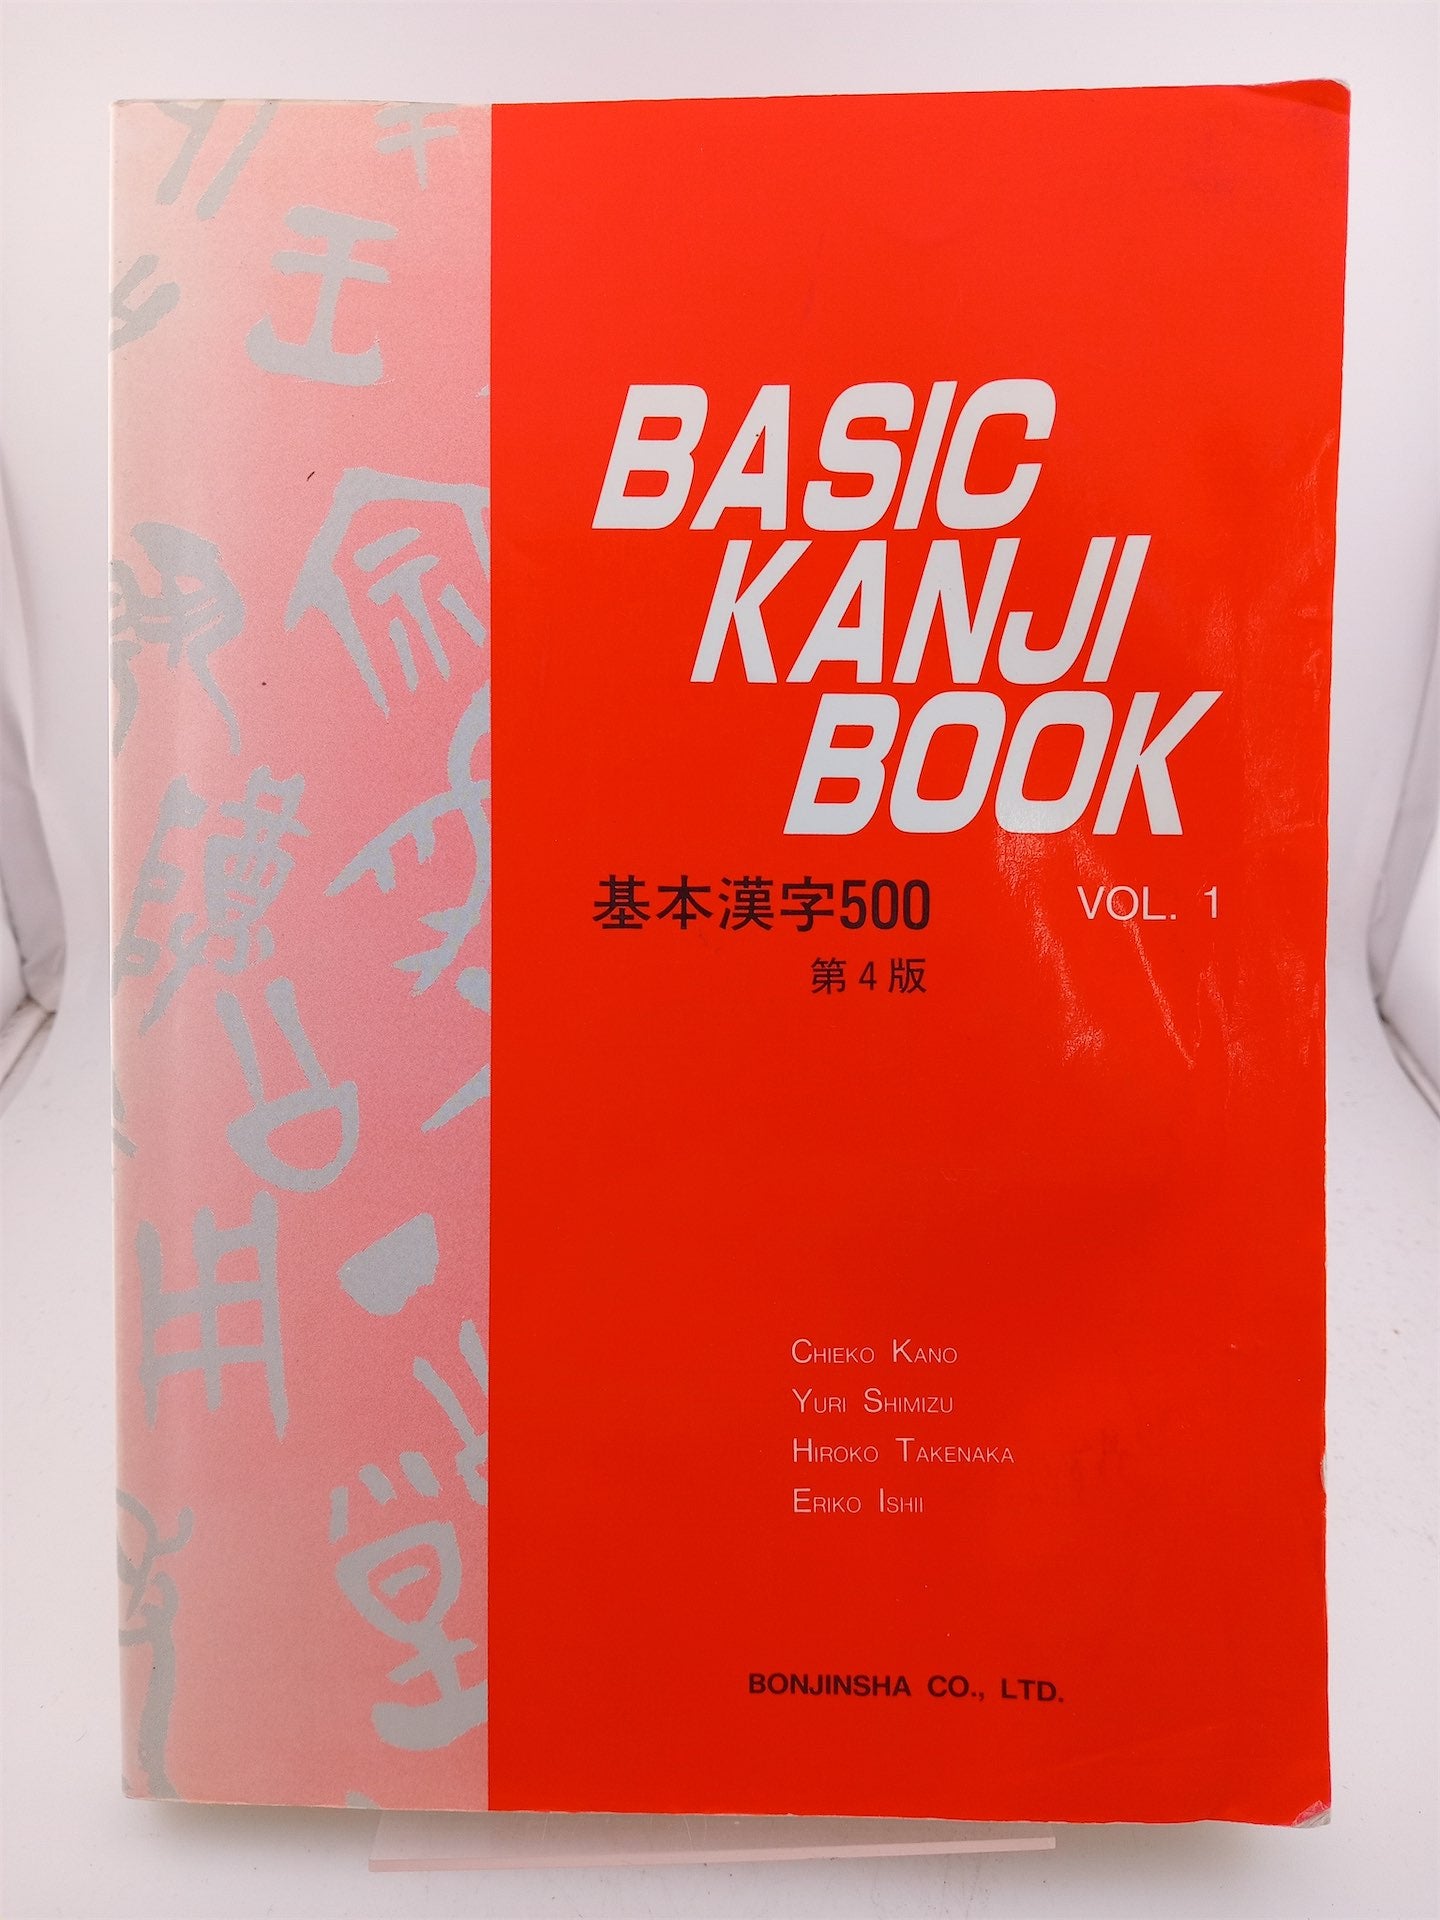 BASIC
KANJI
BOOK
基本漢字500 VOL. 1
第4版
CHIEKO KANO
YURI SHIMIZU
HIROKO TAKENAKA
ERIKO ISHII
BONJINSHA CO., LTD.